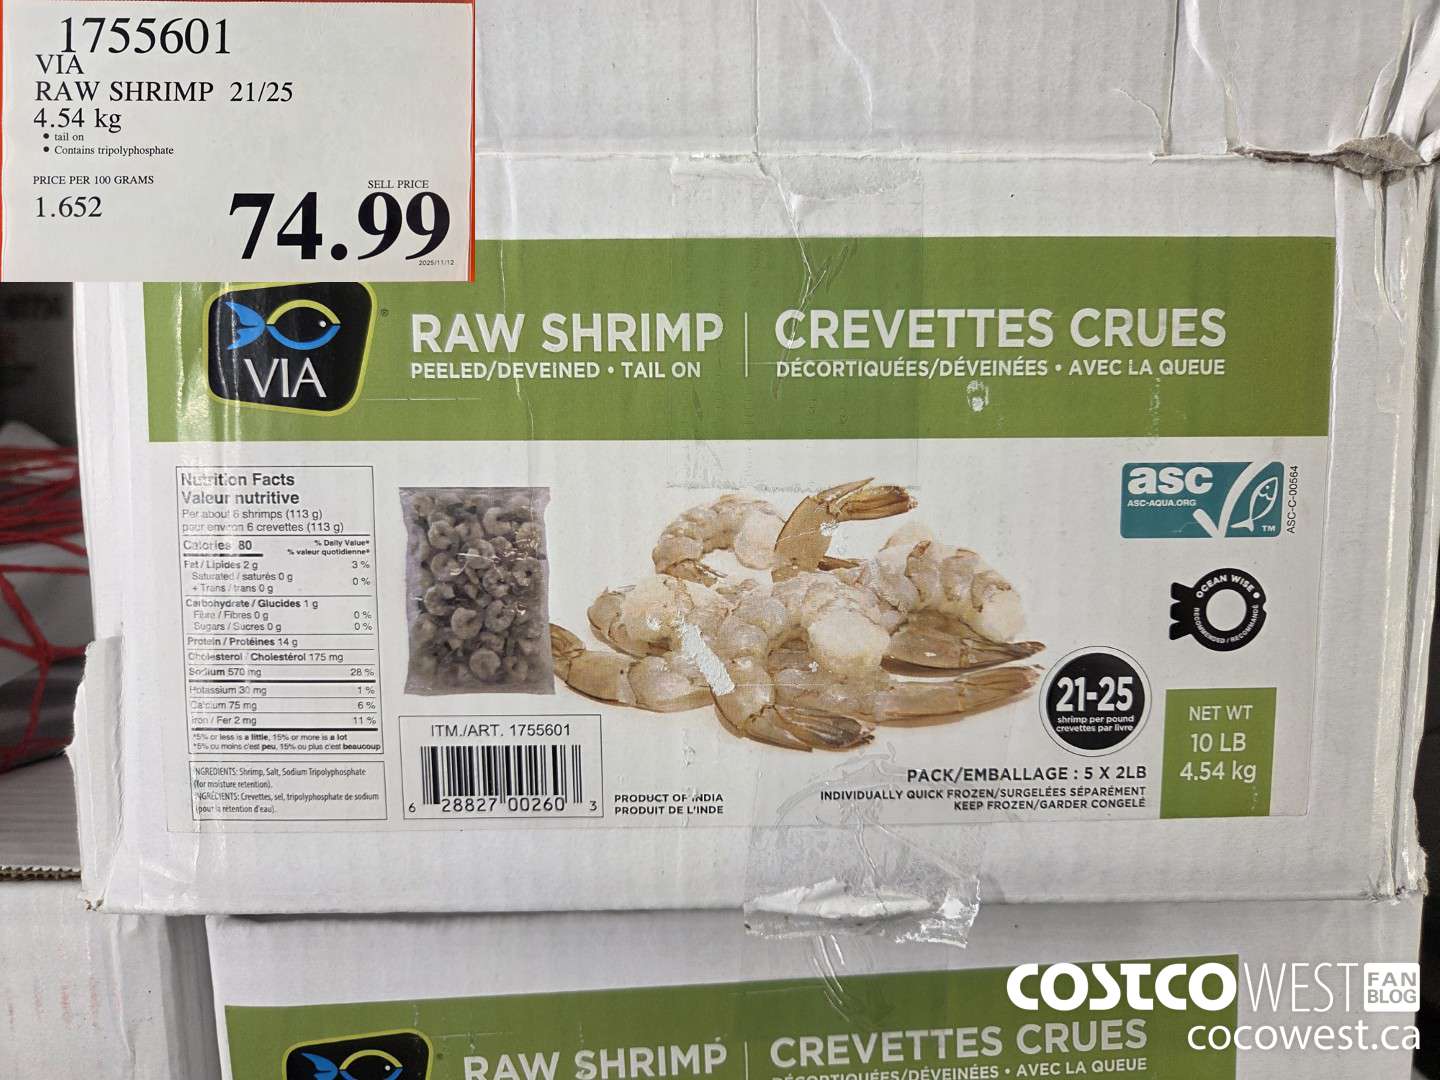 1755601
VIA
RAW SHRIMP 21/25
4.54 kg
• tail on
• Contains tripolyphosphate
PRICE PER 100 GRAMS
1.652
SELL PRICE
74.99
2025/11/12
VIA
®
RAW SHRIMP
PEELED/DEVEINED • TAIL ON
CREVETTES CRUES
DÉCORTIQUÉES/DÉVEINÉES • AVEC LA QUEUE
Nutrition Facts
Valeur nutritive
Per about 6 shrimps (113 g)
pour environ 6 crevettes (113 g)
Calories 80
% Daily Value*
% valeur quotidienne*
Fat / Lipides 2 g 3 %
Saturated / saturés 0 g
+ Trans / trans 0 g
0 %
Carbohydrate / Glucides 1 g
Fibre / Fibres 0 g 0 %
Sugars / Sucres 0 g 0 %
Protein / Protéines 14 g
Cholesterol / Cholestérol 175 mg
Sodium 570 mg 28 %
Potassium 30 mg 1 %
Calcium 75 mg 6 %
Iron / Fer 2 mg 11 %
*5% or less is a little, 15% or more is a lot
*5% ou moins c'est peu, 15% ou plus c'est beaucoup
INGREDIENTS: Shrimp, Salt, Sodium Tripolyphosphate
(for moisture retention).
INGRÉDIENTS: Crevettes, sel, tripolyphosphate de sodium
(pour la rétention d'eau).
ITM./ART. 1755601
6 28827 00260 3
PRODUCT OF INDIA
PRODUIT DE L'INDE
asc
ASC-AQUA.ORG
TM
ASC-C-00564
OCEAN WISE
RECOMMENDED / RECOMMANDÉ
21-25
shrimp per pound
crevettes par livre
PACK/EMBALLAGE : 5 X 2LB
INDIVIDUALLY QUICK FROZEN/SURGELÉES SÉPARÉMENT
KEEP FROZEN/GARDER CONGELÉ
NET WT
10 LB
4.54 kg
RAW SHRIMP
CREVETTES CRUES
DÉCORTIQUÉES/DÉVEINÉES • AVEC LA QUEUE
COSTCO WEST FAN BLOG
cocowest.ca